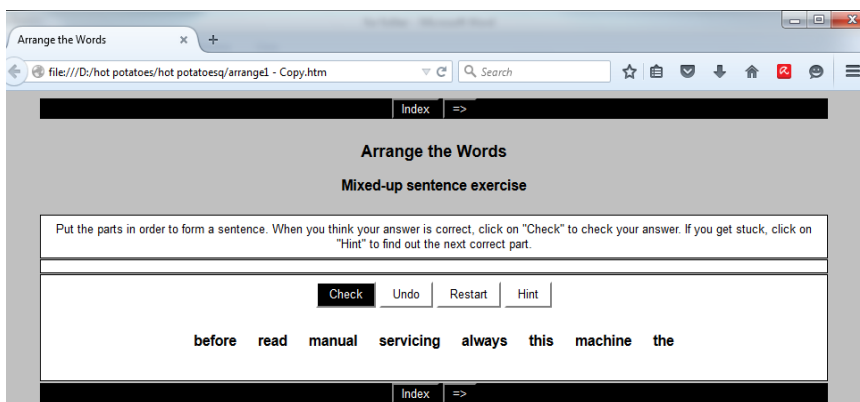 Arrange the Words × +
file:///D:/hot potatoes/hot potatoesq/arrange1 - Copy.htm Search
Index =>
Arrange the Words
Mixed-up sentence exercise
Put the parts in order to form a sentence. When you think your answer is correct, click on "Check" to check your answer. If you get stuck, click on
"Hint" to find out the next correct part.
Check Undo Restart Hint
before read manual servicing always this machine the
Index =>